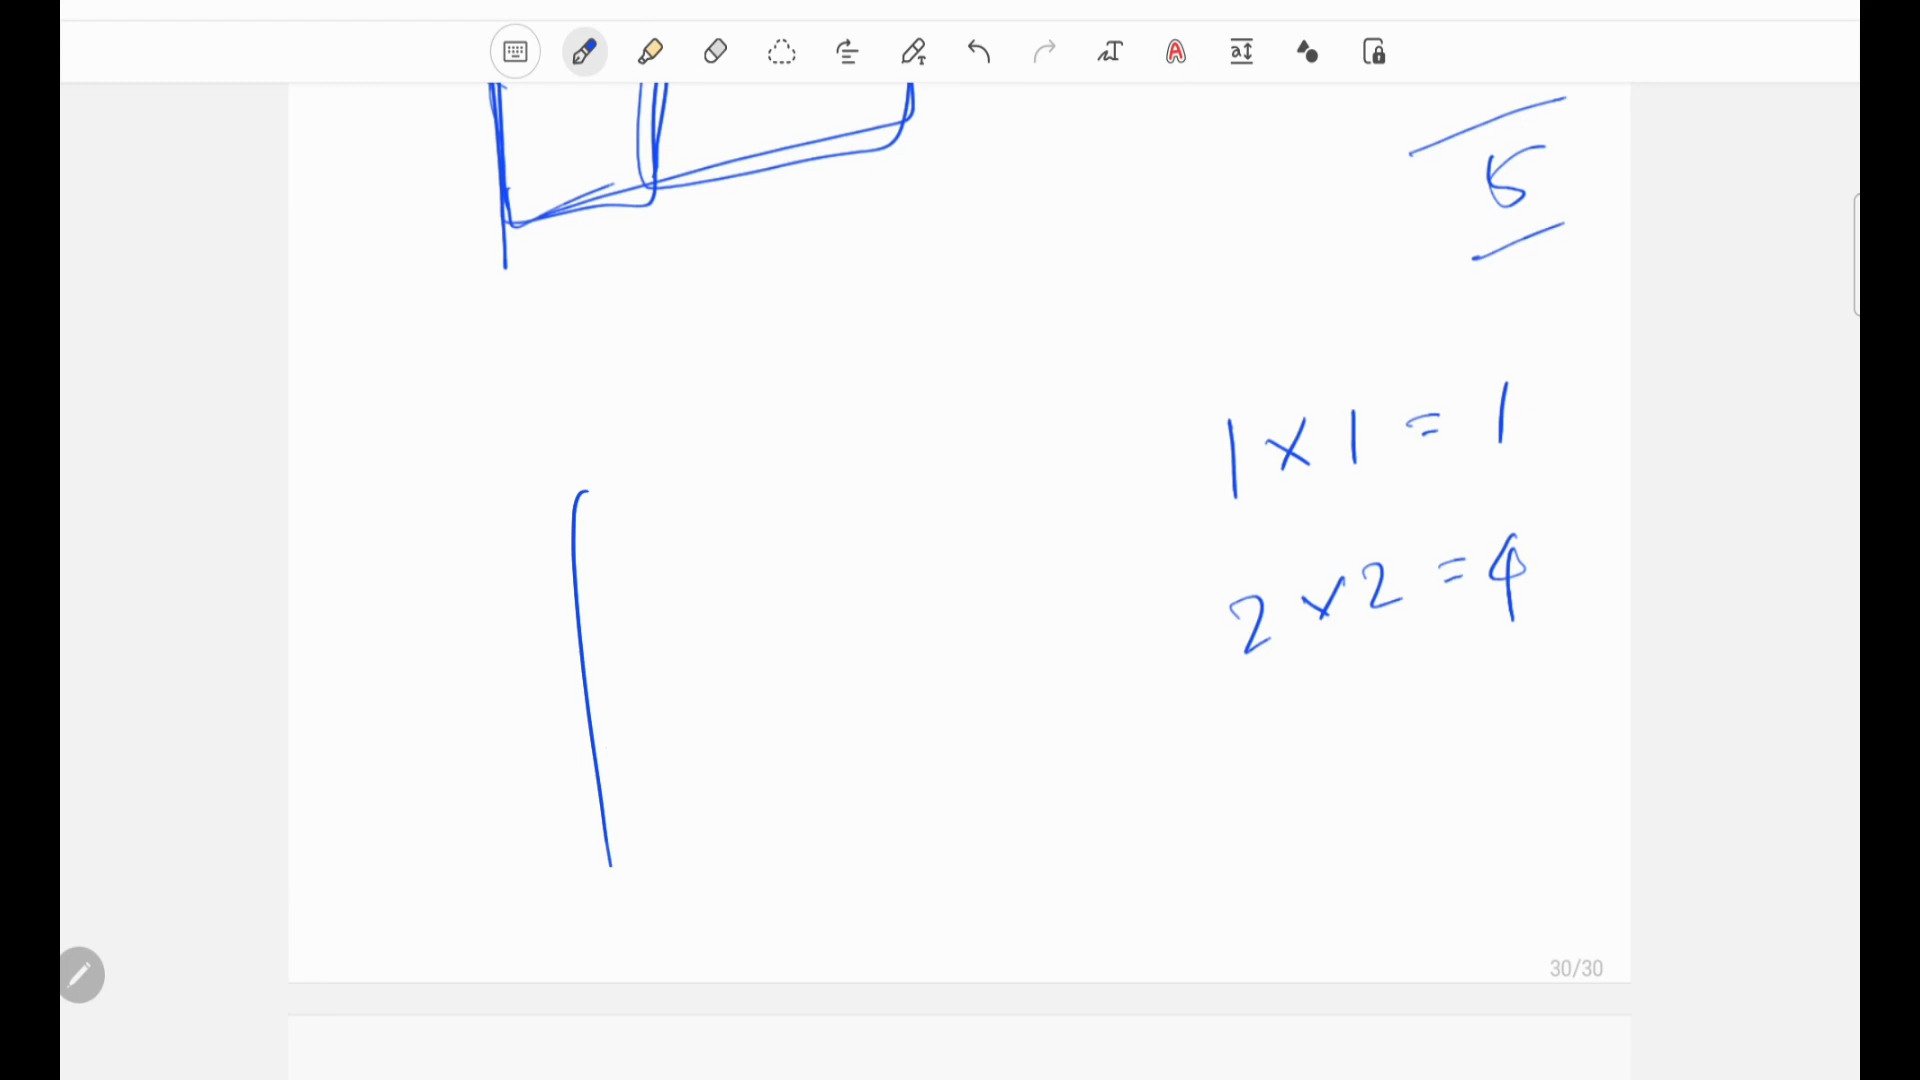 5
1 × 1 = 1
2 × 2 = 4
30/30